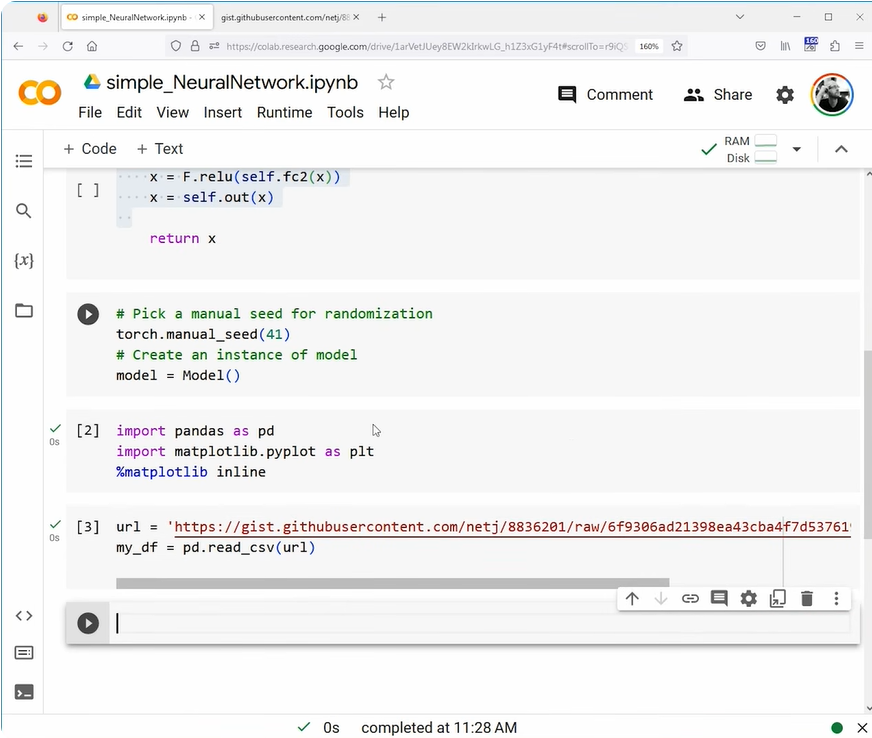 simple_NeuralNetwork.ipynb -
gist.githubusercontent.com/netj/88
https://colab.research.google.com/drive/1arVetJUey8EW2kIrkwLG_h1Z3xG1yF4t#scrollTo=r9iQS
160%
160
simple_NeuralNetwork.ipynb
File Edit View Insert Runtime Tools Help
Comment
Share
+ Code + Text
RAM
Disk
x = F.relu(self.fc2(x))
[ ]
x = self.out(x)
return x
# Pick a manual seed for randomization
torch.manual_seed(41)
# Create an instance of model
model = Model()
[2] import pandas as pd
0s
import matplotlib.pyplot as plt
%matplotlib inline
[3] url = 'https://gist.githubusercontent.com/netj/8836201/raw/6f9306ad21398ea43cba4f7d537619
0s
my_df = pd.read_csv(url)
{x}
0s completed at 11:28 AM